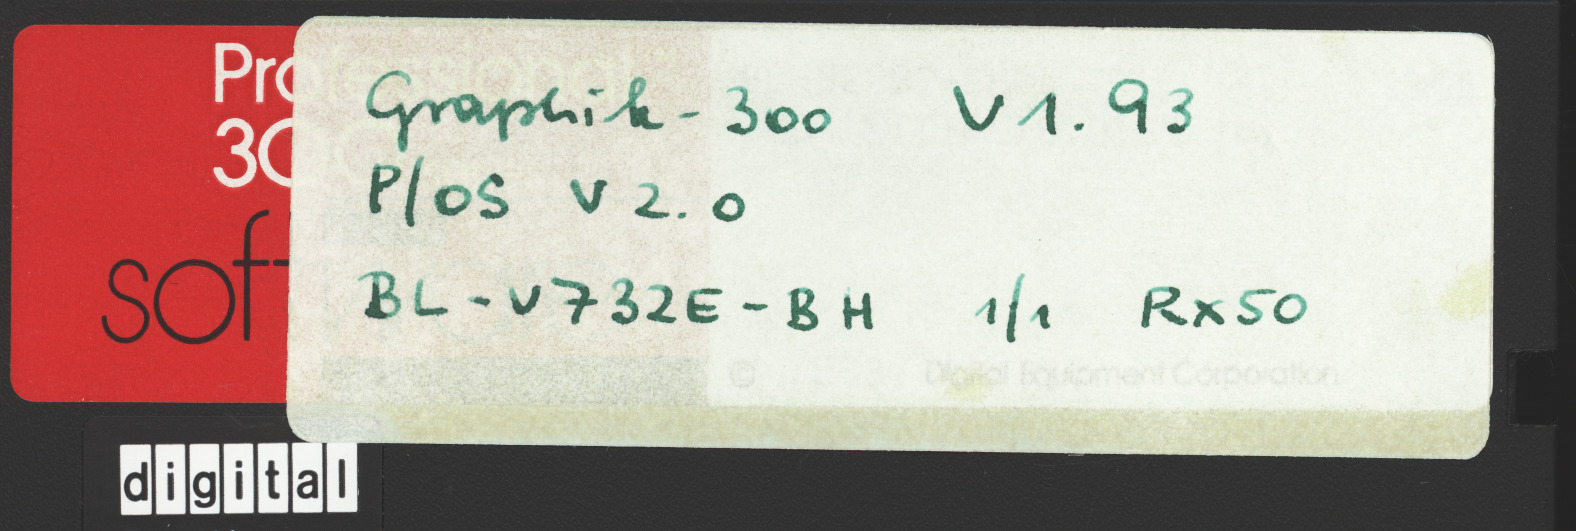 Pro
300
soft
Graphik-300 V1.93
P/OS V2.0
BL-V732E-BH 1/1 RX50
© Digital Equipment Corporation
digital